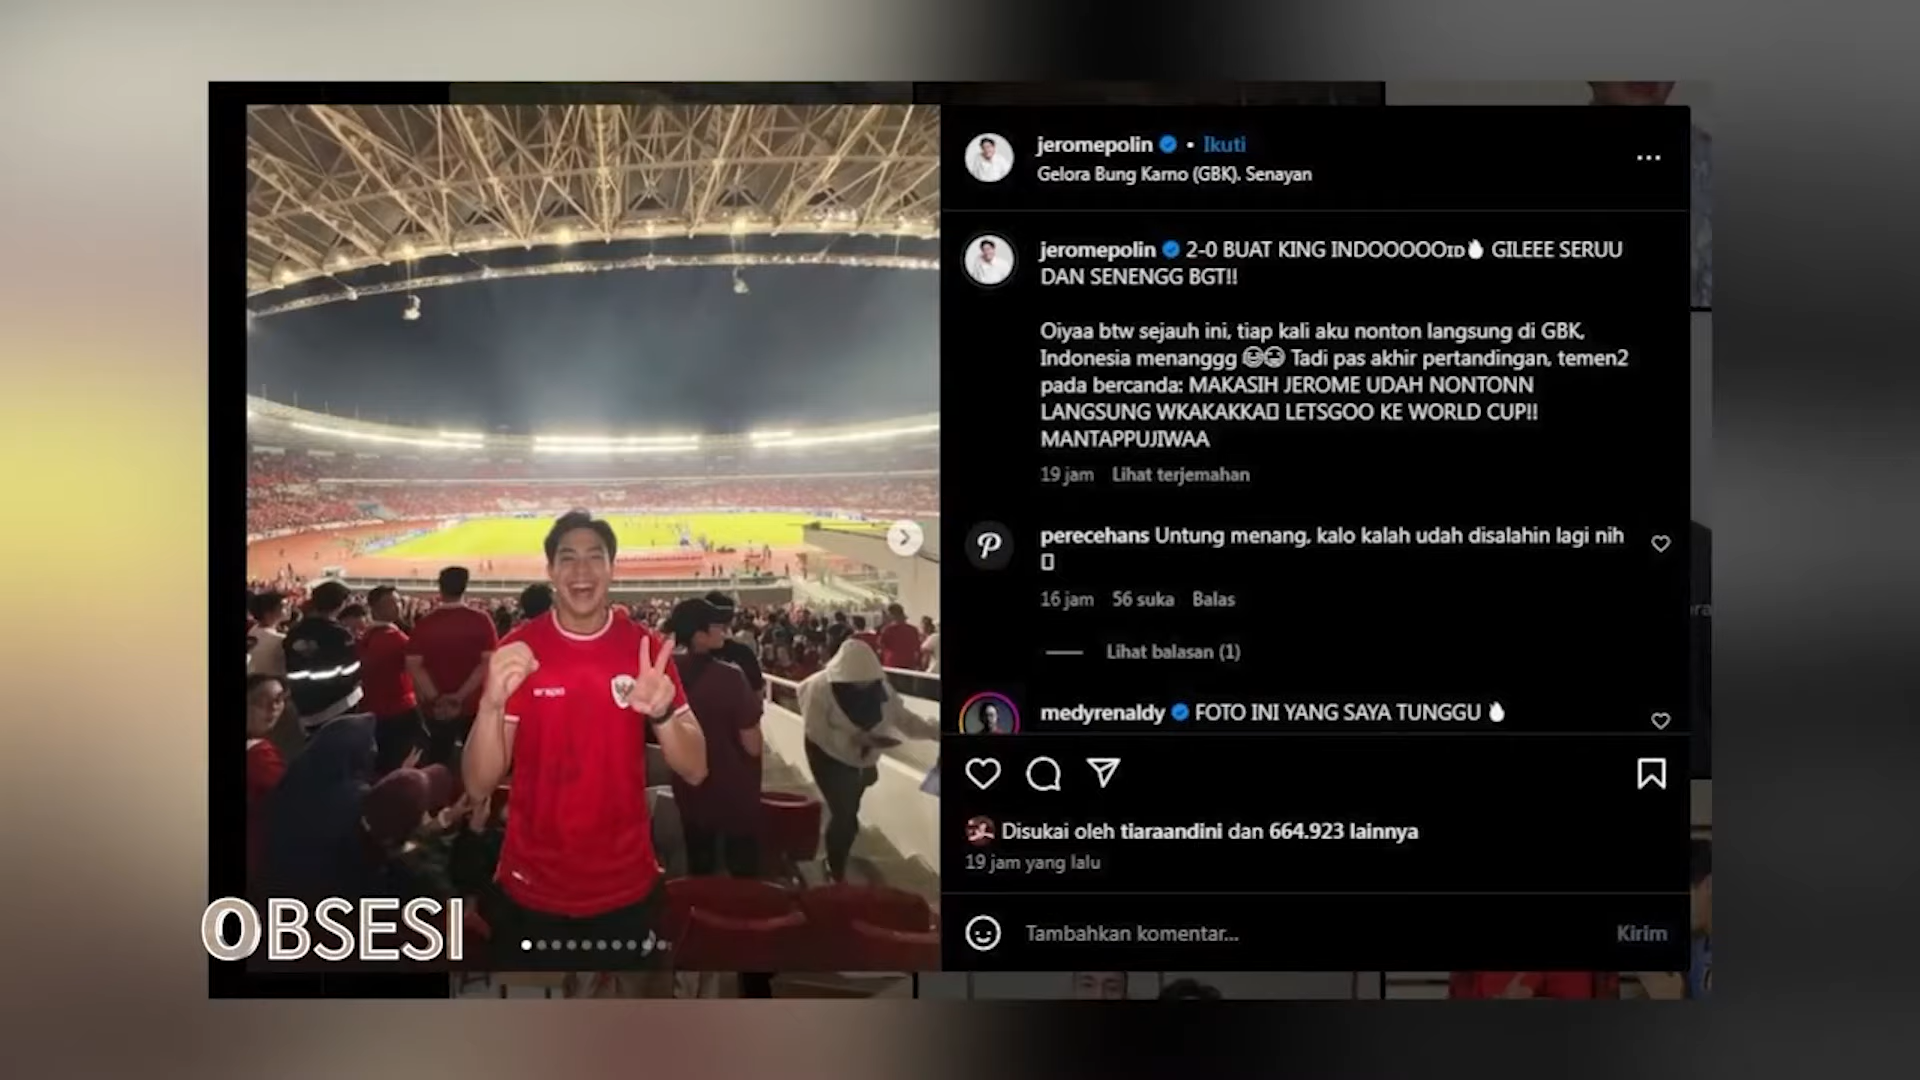 jeromepolin • Ikuti
Gelora Bung Karno (GBK). Senayan
jeromepolin 2-0 BUAT KING INDOOOOOID GILEEE SERUU
DAN SENENGG BGT!!
Oiyaa btw sejauh ini, tiap kali aku nonton langsung di GBK,
Indonesia menanggg 😆😆 Tadi pas akhir pertandingan, temen2
pada bercanda: MAKASIH JEROME UDAH NONTONN
LANGSUNG WKAKAKKA LETSGOO KE WORLD CUP!!
MANTAPPUJIWAA
19 jam Lihat terjemahan
perecehans Untung menang, kalo kalah udah disalahin lagi nih
16 jam 56 suka Balas
Lihat balasan (1)
medyrenaldy FOTO INI YANG SAYA TUNGGU
Disukai oleh tiaraandini dan 664.923 lainnya
19 jam yang lalu
Tambahkan komentar... Kirim
erspo
OBSESI